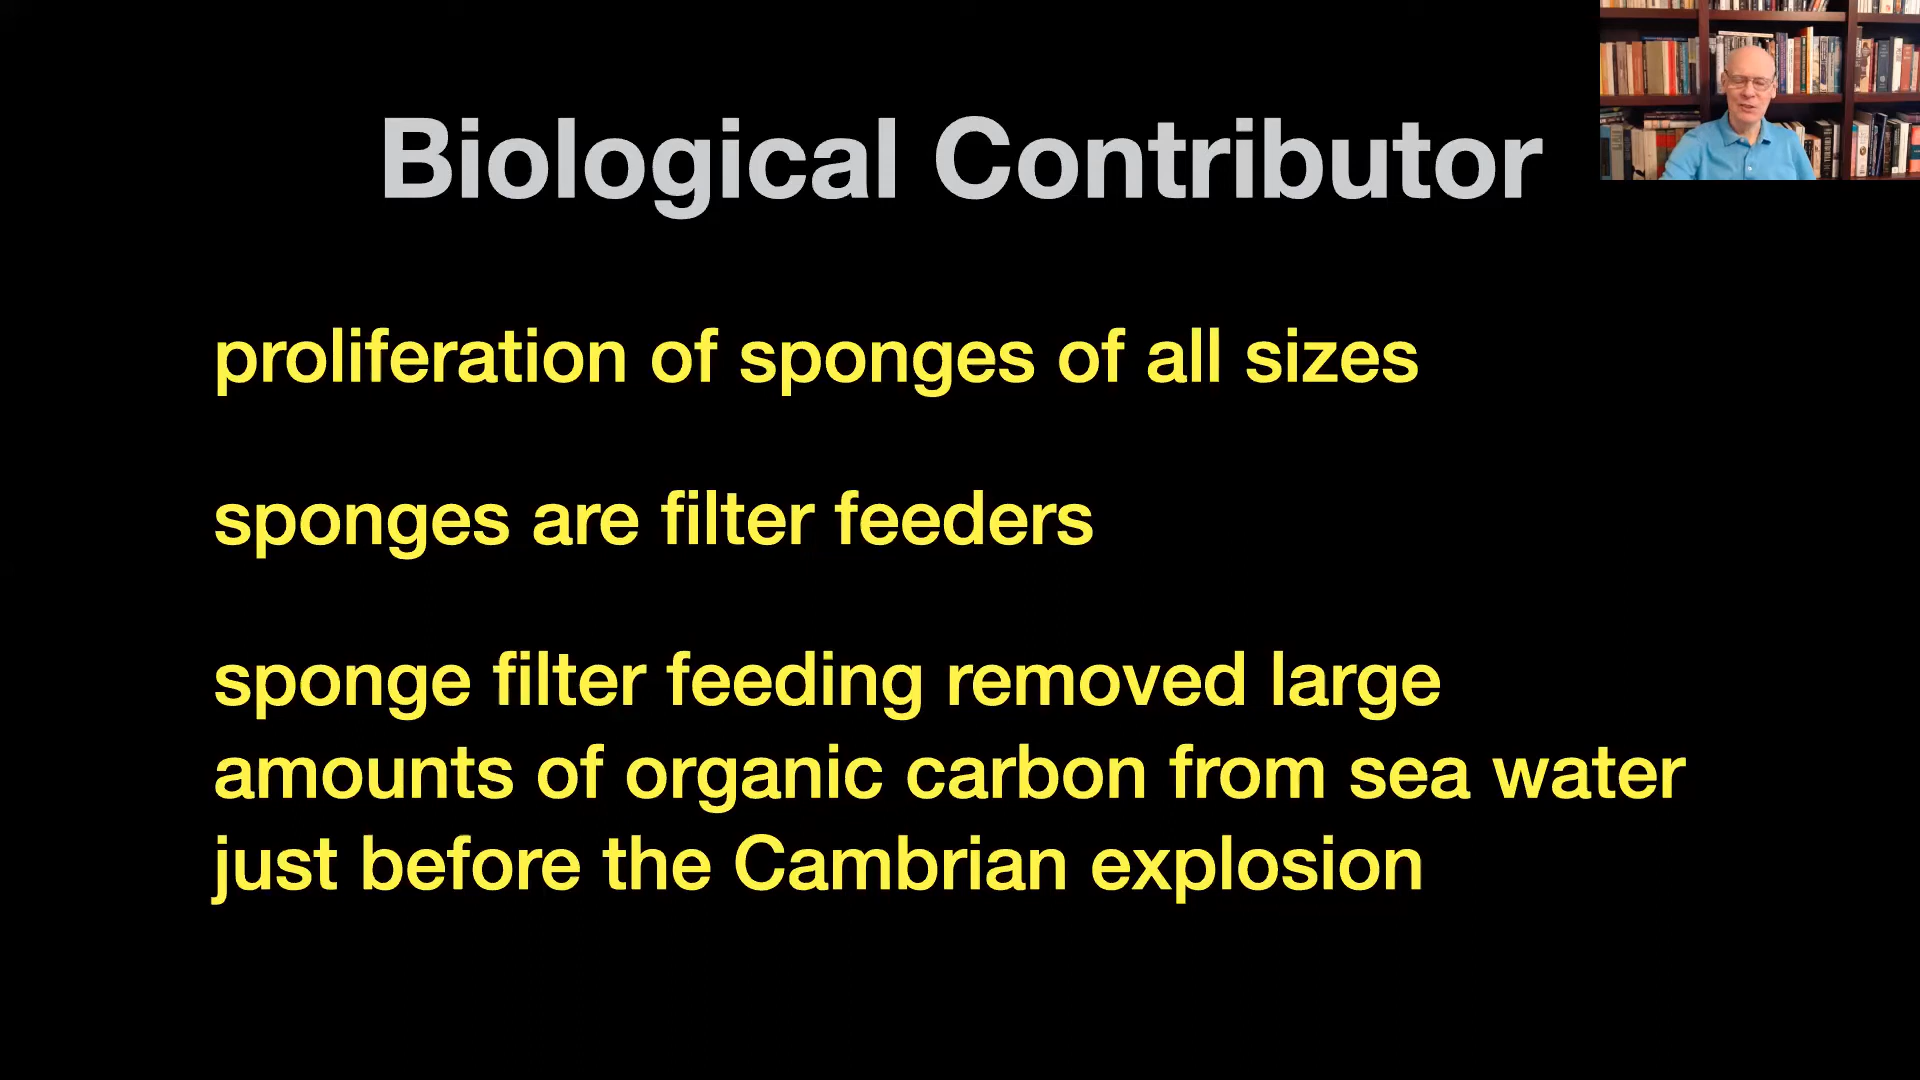 Biological Contributor
proliferation of sponges of all sizes
sponges are filter feeders
sponge filter feeding removed large
amounts of organic carbon from sea water
just before the Cambrian explosion